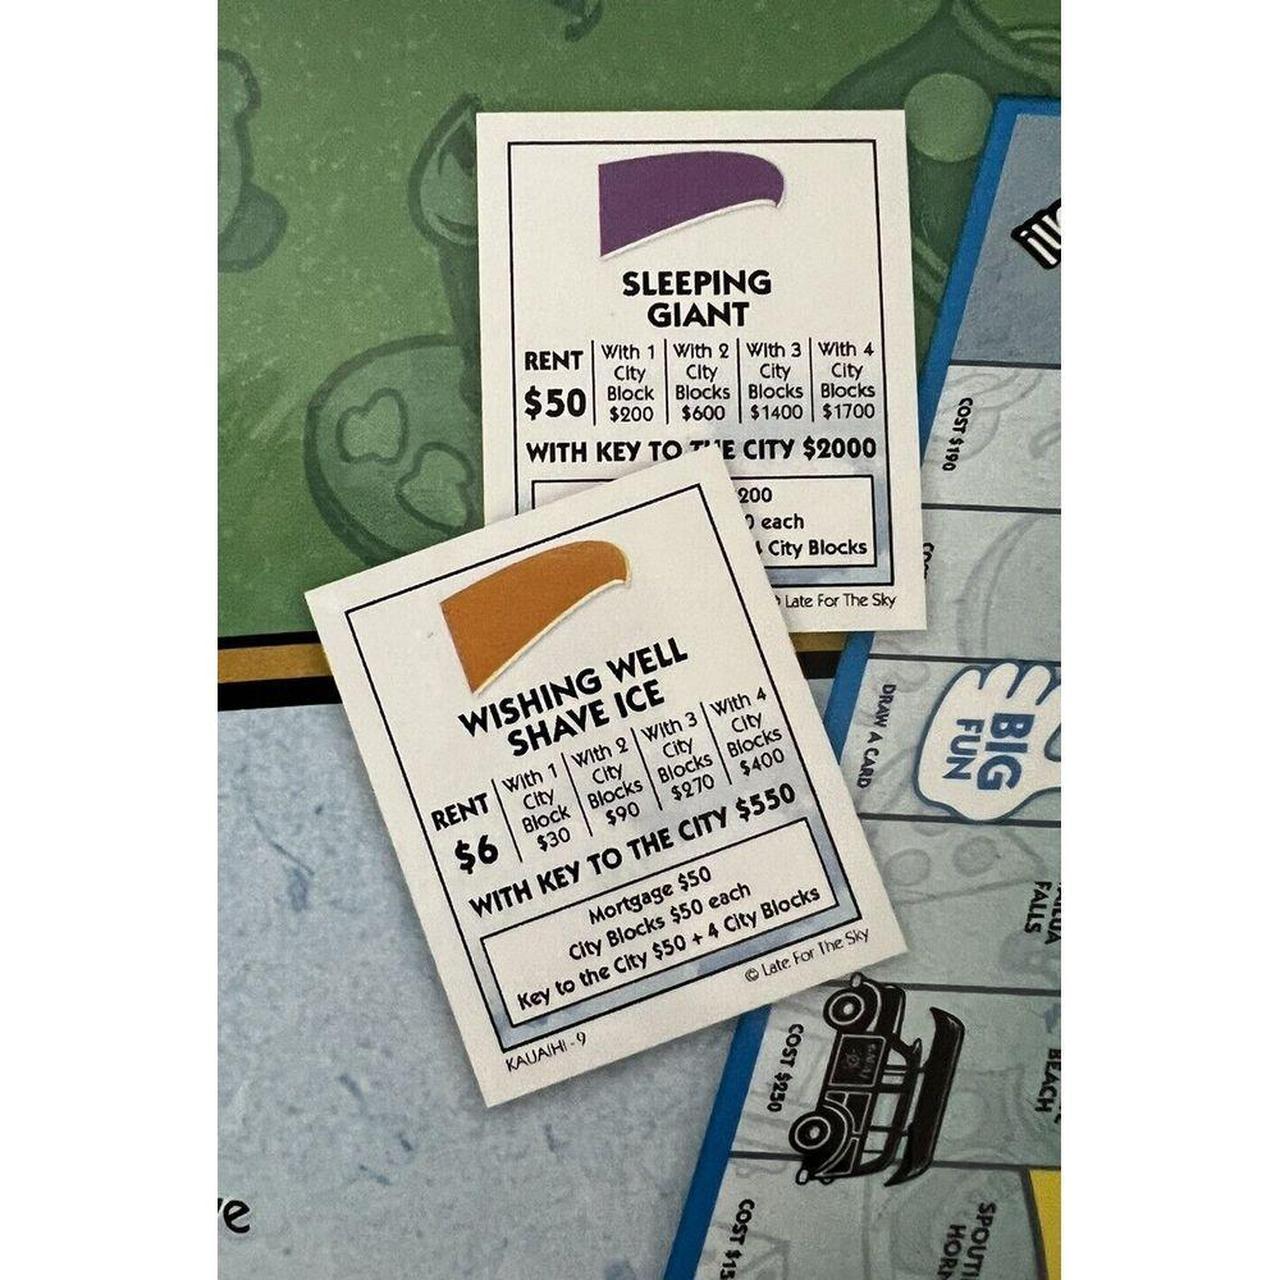 SLEEPING
GIANT
RENT
$50
With 1
City
Block
$200
With 2
City
Blocks
$600
With 3
City
Blocks
$1400
With 4
City
Blocks
$1700
WITH KEY TO THE CITY $2000
200
each
4 City Blocks
Late For The Sky
WISHING WELL
SHAVE ICE
RENT
$6
With 1
City
Block
$30
With 2
City
Blocks
$90
With 3
City
Blocks
$270
With 4
City
Blocks
$400
WITH KEY TO THE CITY $550
Mortgage $50
City Blocks $50 each
Key to the City $50 + 4 City Blocks
© Late For The Sky
KAUAIHI - 9
COST $190
DRAW A CARD
BIG
FUN
FALLS
BEACH
COST $250